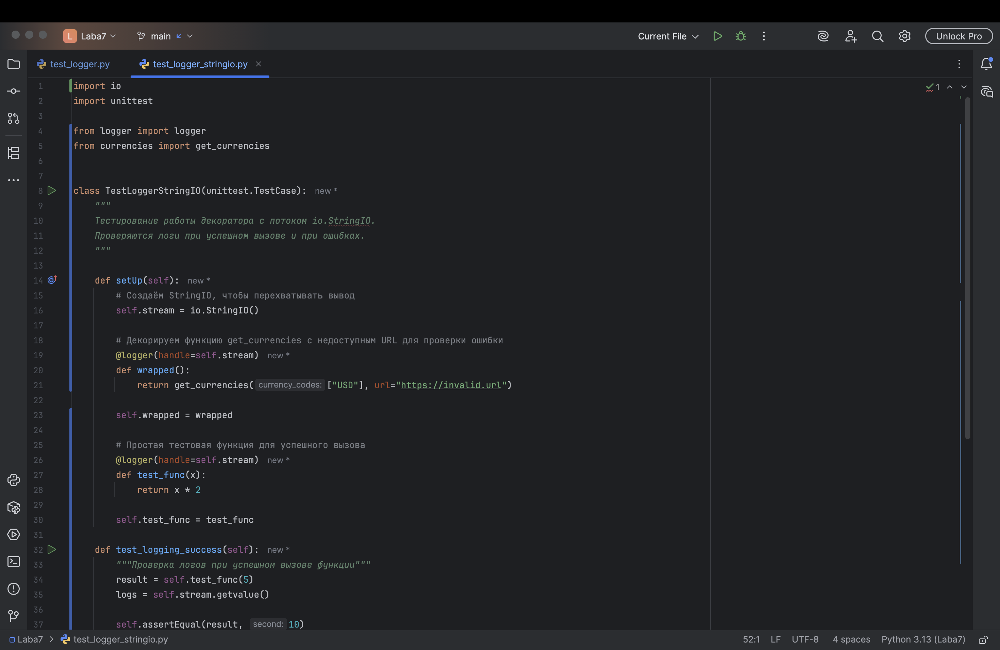 L Laba7 main Current File Unlock Pro
test_logger.py test_logger_stringio.py
1 import io 1
2 import unittest
3
4 from logger import logger
5 from currencies import get_currencies
6
7
8 class TestLoggerStringIO(unittest.TestCase): new *
9 """
10 Тестирование работы декоратора с потоком io.StringIO.
11 Проверяются логи при успешном вызове и при ошибках.
12 """
13
14 def setUp(self): new *
15 # Создаём StringIO, чтобы перехватывать вывод
16 self.stream = io.StringIO()
17
18 # Декорируем функцию get_currencies с недоступным URL для проверки ошибки
19 @logger(handle=self.stream) new *
20 def wrapped():
21 return get_currencies( currency_codes: ["USD"], url="https://invalid.url")
22
23 self.wrapped = wrapped
24
25 # Простая тестовая функция для успешного вызова
26 @logger(handle=self.stream) new *
27 def test_func(x):
28 return x * 2
29
30 self.test_func = test_func
31
32 def test_logging_success(self): new *
33 """Проверка логов при успешном вызове функции"""
34 result = self.test_func(5)
35 logs = self.stream.getvalue()
36
37 self.assertEqual(result, second: 10)
Laba7 > test_logger_stringio.py 52:1 LF UTF-8 4 spaces Python 3.13 (Laba7)